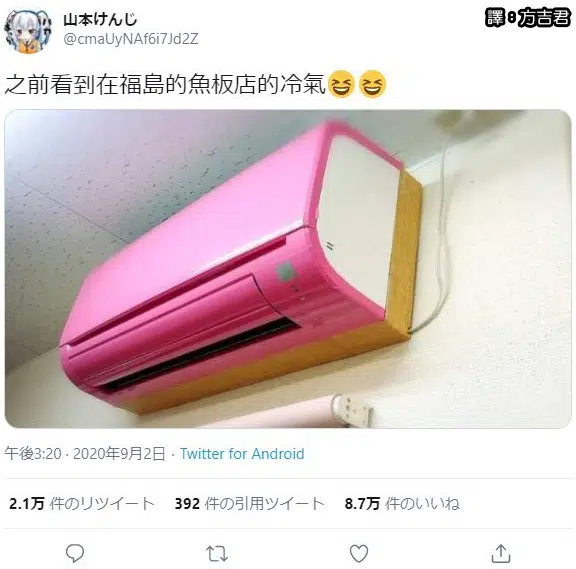 山本けんじ
@cmaUyNAf6i7Jd2Z
譯：方吉君
之前看到在福島的魚板店的冷氣😆😆
午後3:20 · 2020年9月2日 · Twitter for Android
2.1万 件のリツイート 392 件の引用ツイート 8.7万 件のいいね